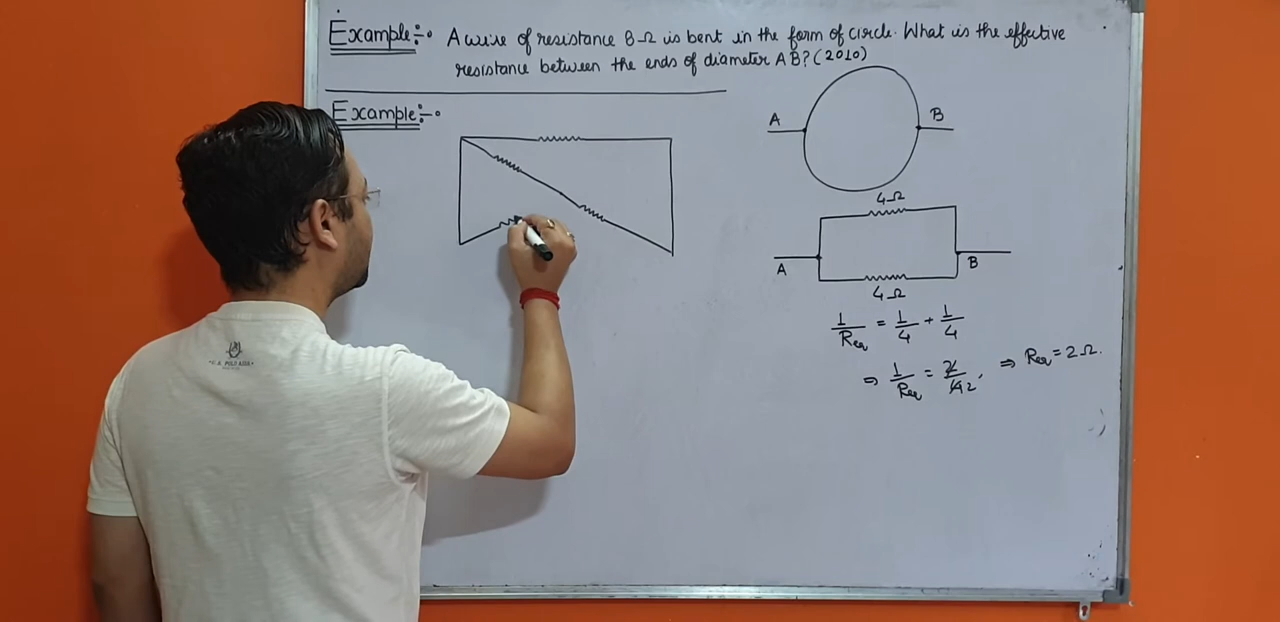 Example:- A wire of resistance 8Ω is bent in the form of circle. What is the effective
resistance between the ends of diameter AB? (2010)
Example:-
A B
4Ω
A B
4Ω
1/Req = 1/4 + 1/4
⇒ 1/Req = 2/4 2 ⇒ Req = 2Ω.